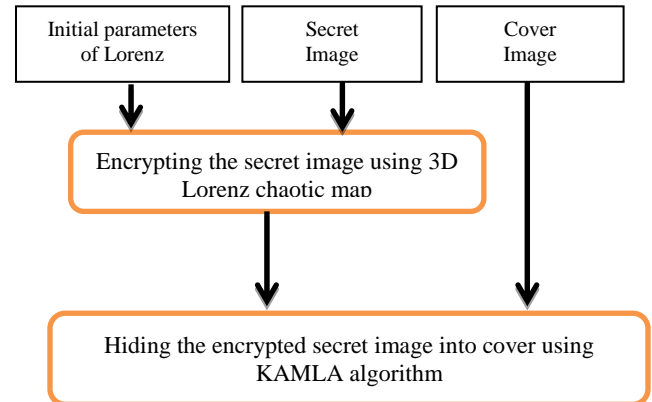 Initial parameters
of Lorenz
Secret
Image
Cover
Image
Encrypting the secret image using 3D
Lorenz chaotic map
Hiding the encrypted secret image into cover using
KAMLA algorithm